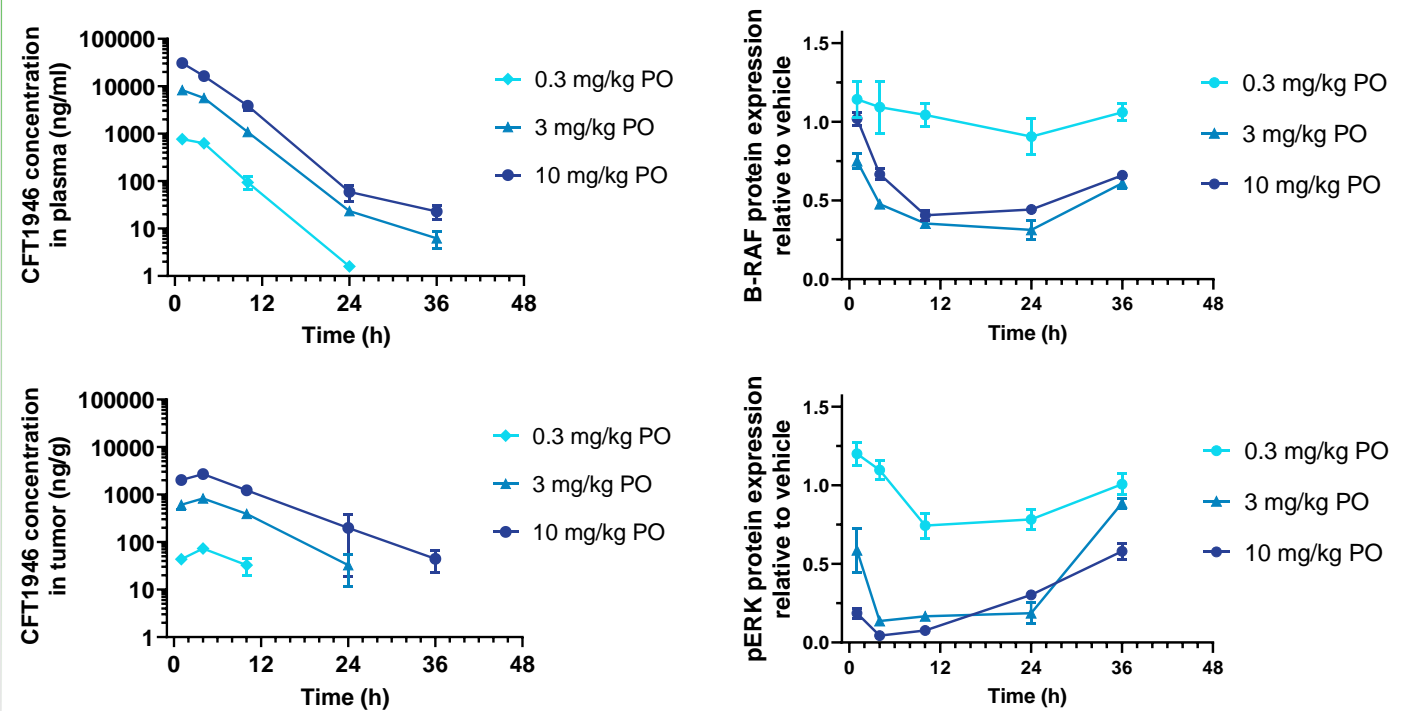 CFT1946 concentration
in plasma (ng/ml)
100000
10000
1000
100
10
1
0 12 24 36 48
Time (h)
0.3 mg/kg PO
3 mg/kg PO
10 mg/kg PO
B-RAF protein expression
relative to vehicle
1.5
1.0
0.5
0.0
0 12 24 36 48
Time (h)
0.3 mg/kg PO
3 mg/kg PO
10 mg/kg PO
CFT1946 concentration
in tumor (ng/g)
100000
10000
1000
100
10
1
0 12 24 36 48
Time (h)
0.3 mg/kg PO
3 mg/kg PO
10 mg/kg PO
pERK protein expression
relative to vehicle
1.5
1.0
0.5
0.0
0 12 24 36 48
Time (h)
0.3 mg/kg PO
3 mg/kg PO
10 mg/kg PO